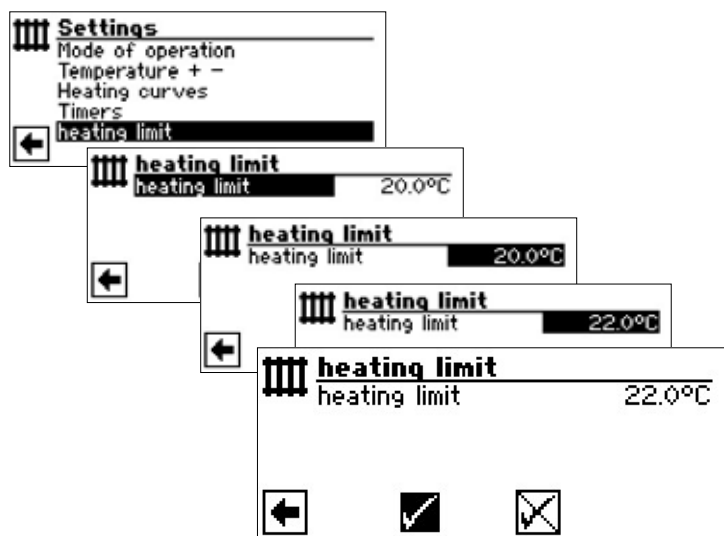 Settings
Mode of operation
Temperature + −
Heating curves
Timers
heating limit
heating limit
heating limit 20.0°C
heating limit
heating limit 20.0°C
heating limit
heating limit 22.0°C
heating limit
heating limit 22.0°C